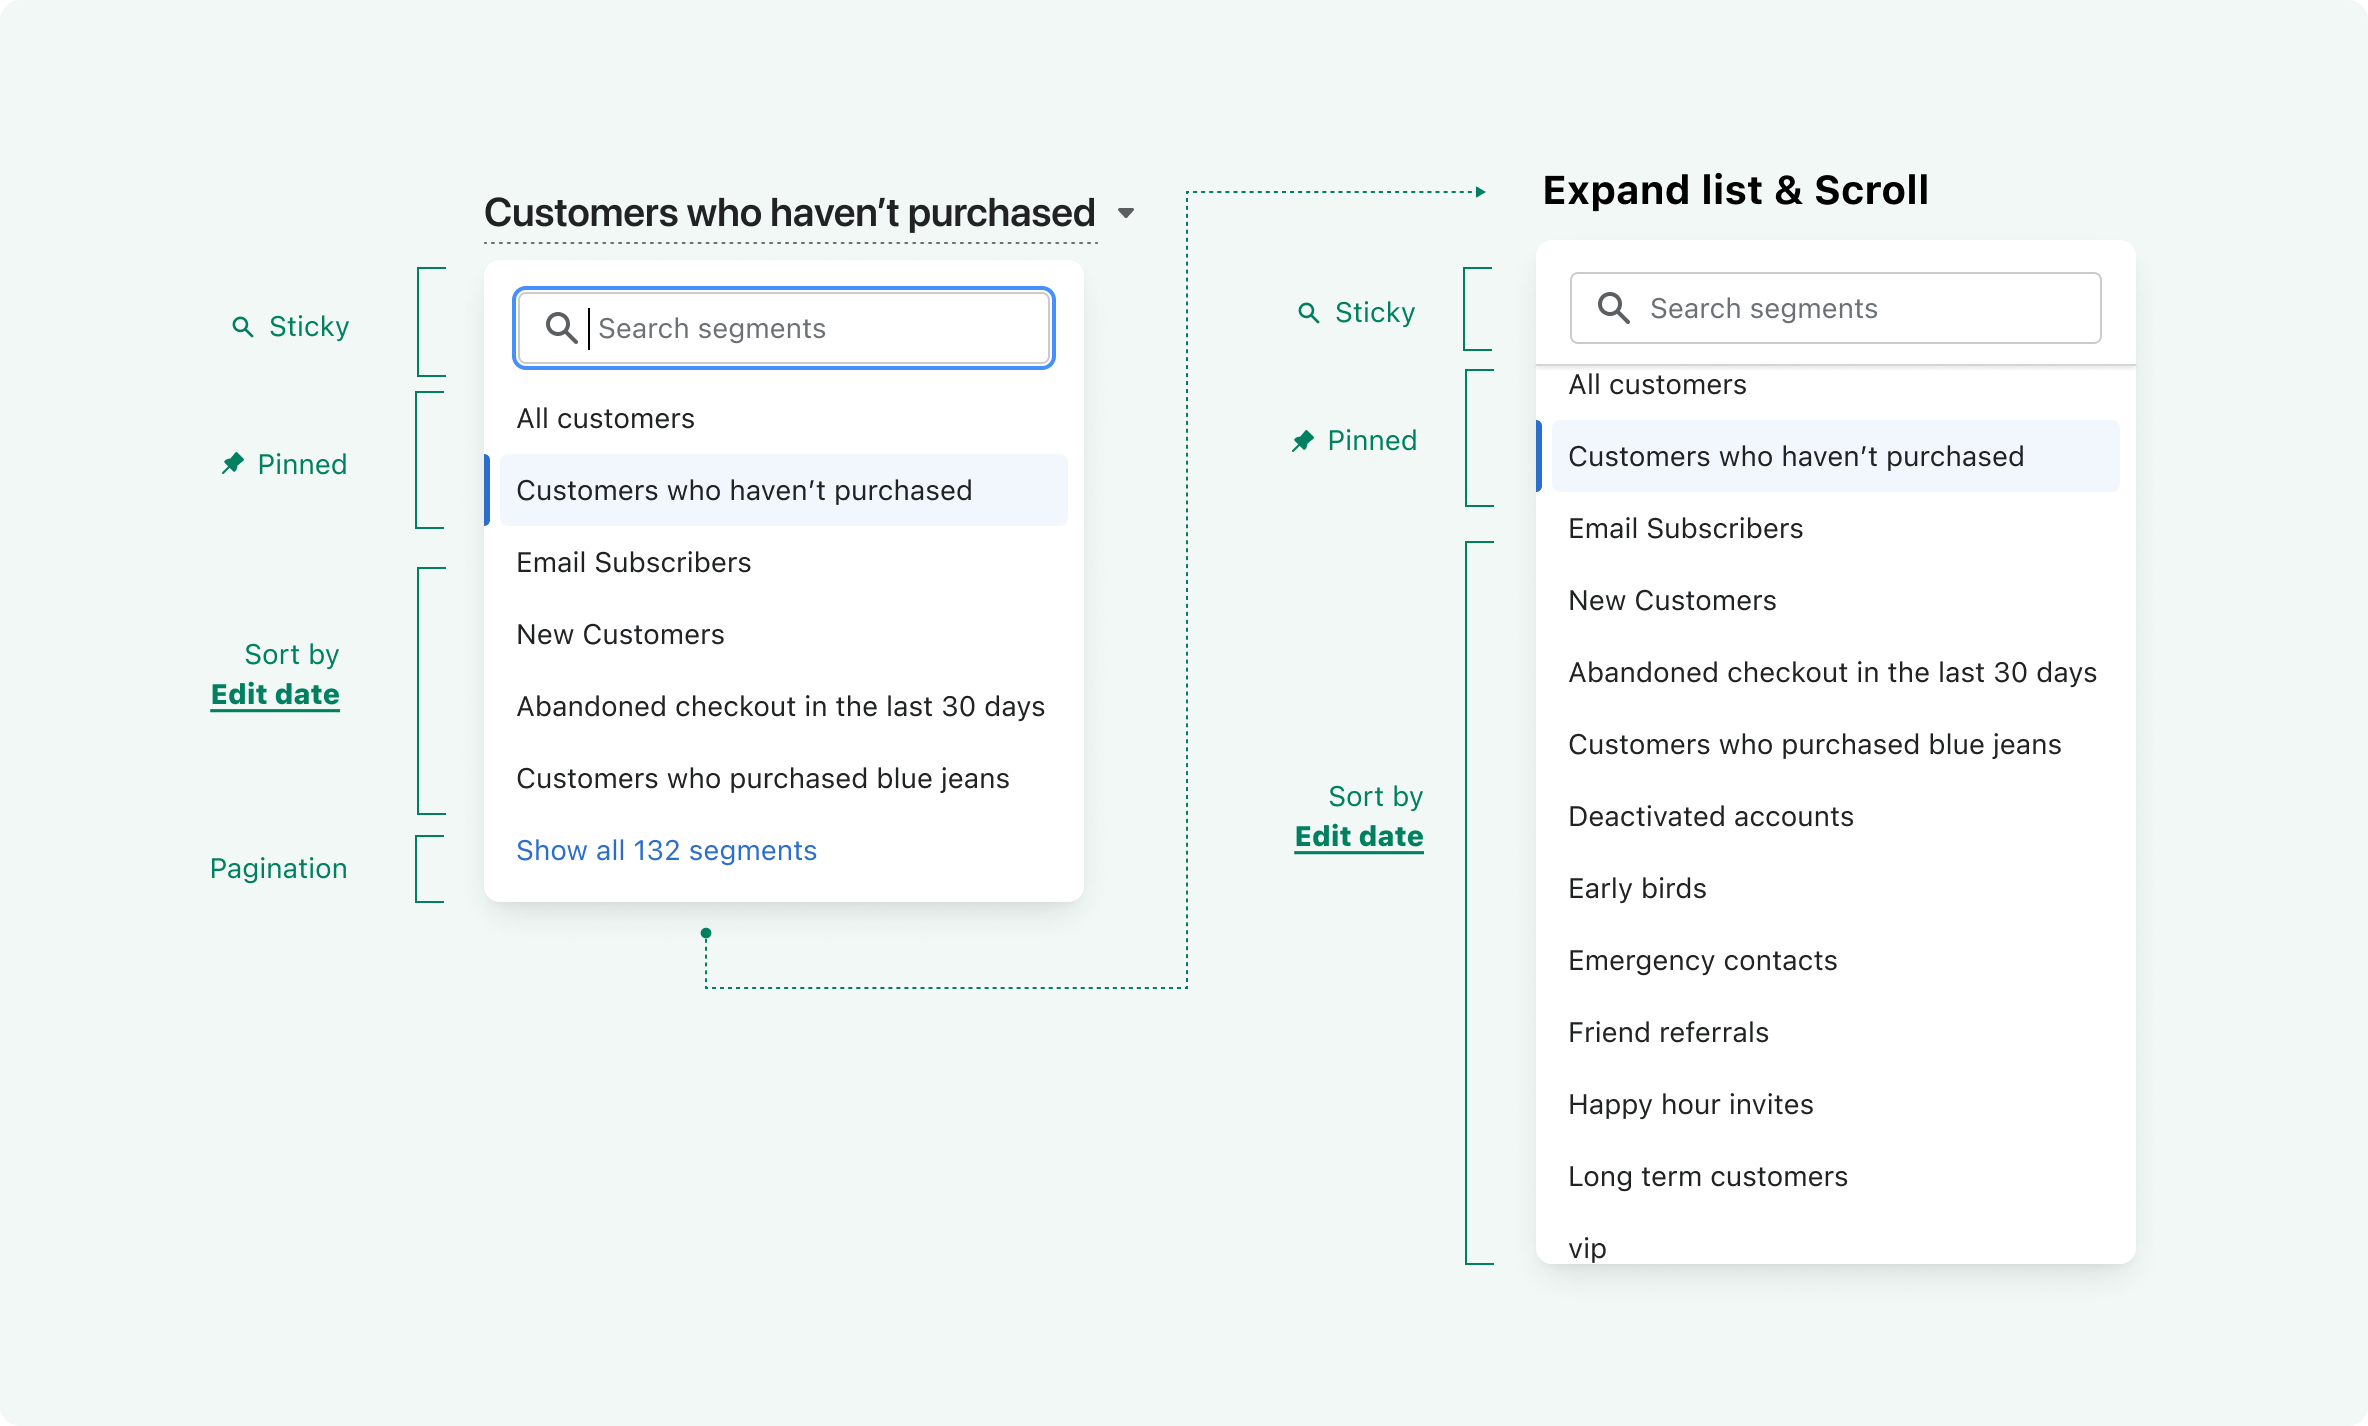 Customers who haven’t purchased
Sticky
Search segments
Pinned
All customers
Customers who haven’t purchased
Sort by
Edit date
Email Subscribers
New Customers
Abandoned checkout in the last 30 days
Customers who purchased blue jeans
Pagination
Show all 132 segments
Expand list & Scroll
Sticky
Search segments
Pinned
All customers
Customers who haven’t purchased
Sort by
Edit date
Email Subscribers
New Customers
Abandoned checkout in the last 30 days
Customers who purchased blue jeans
Deactivated accounts
Early birds
Emergency contacts
Friend referrals
Happy hour invites
Long term customers
vip